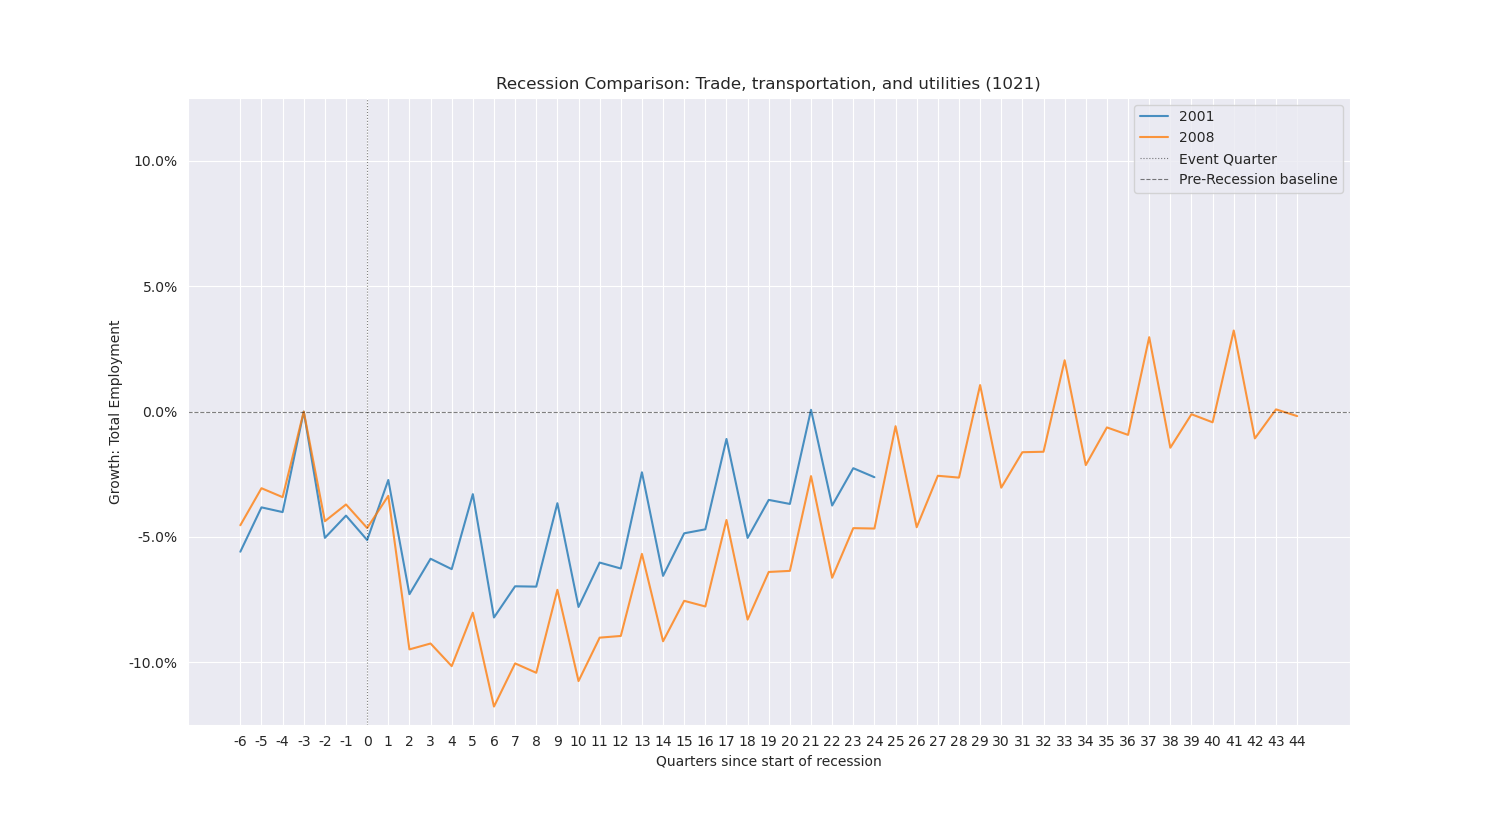 Recession Comparison: Trade, transportation, and utilities (1021)
2001
2008
Event Quarter
Pre-Recession baseline
10.0%
5.0%
0.0%
-5.0%
-10.0%
Growth: Total Employment
-6 -5 -4 -3 -2 -1 0 1 2 3 4 5 6 7 8 9 10 11 12 13 14 15 16 17 18 19 20 21 22 23 24 25 26 27 28 29 30 31 32 33 34 35 36 37 38 39 40 41 42 43 44
Quarters since start of recession